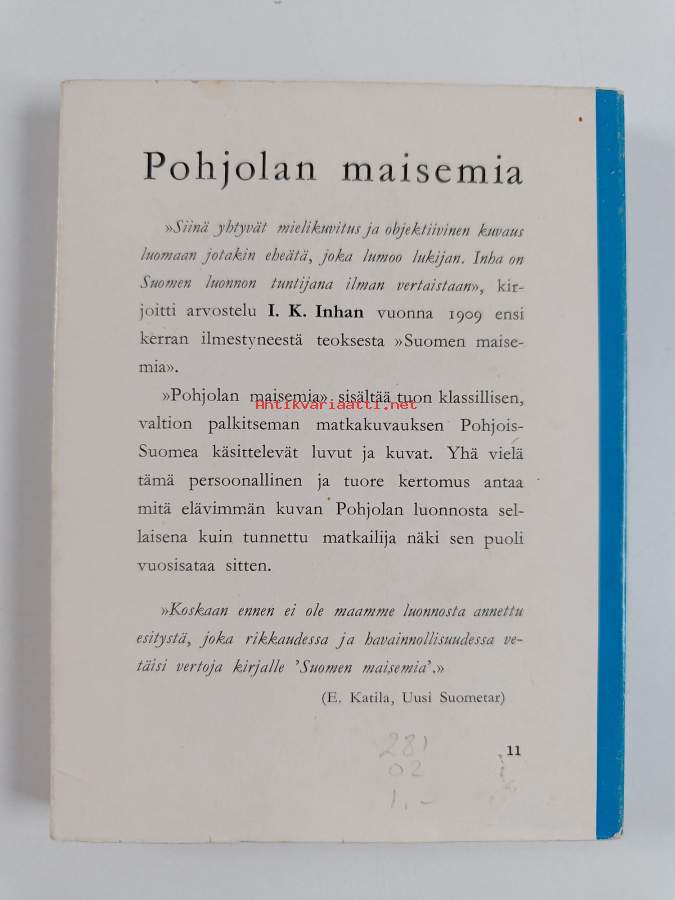 Pohjolan maisemia
»Siinä yhtyvät mielikuvitus ja objektiivinen kuvaus
luomaan jotakin eheätä, joka lumoo lukijan. Inha on
Suomen luonnon tuntijana ilman vertaistaan», kir-
joitti arvostelu I. K. Inhan vuonna 1909 ensi
kerran ilmestyneestä teoksesta »Suomen maise-
mia».
»Pohjolan maisemia» sisältää tuon klassillisen,
Antikvariaatti.net
valtion palkitseman matkakuvauksen Pohjois-
Suomea käsittelevät luvut ja kuvat. Yhä vielä
tämä persoonallinen ja tuore kertomus antaa
mitä elävimmän kuvan Pohjolan luonnosta sel-
laisena kuin tunnettu matkailija näki sen puoli
vuosisataa sitten.
»Koskaan ennen ei ole maamme luonnosta annettu
esitystä, joka rikkaudessa ja havainnollisuudessa ve-
täisi vertoja kirjalle 'Suomen maisemia'.»
(E. Katila, Uusi Suometar)
281
11
02
1.-